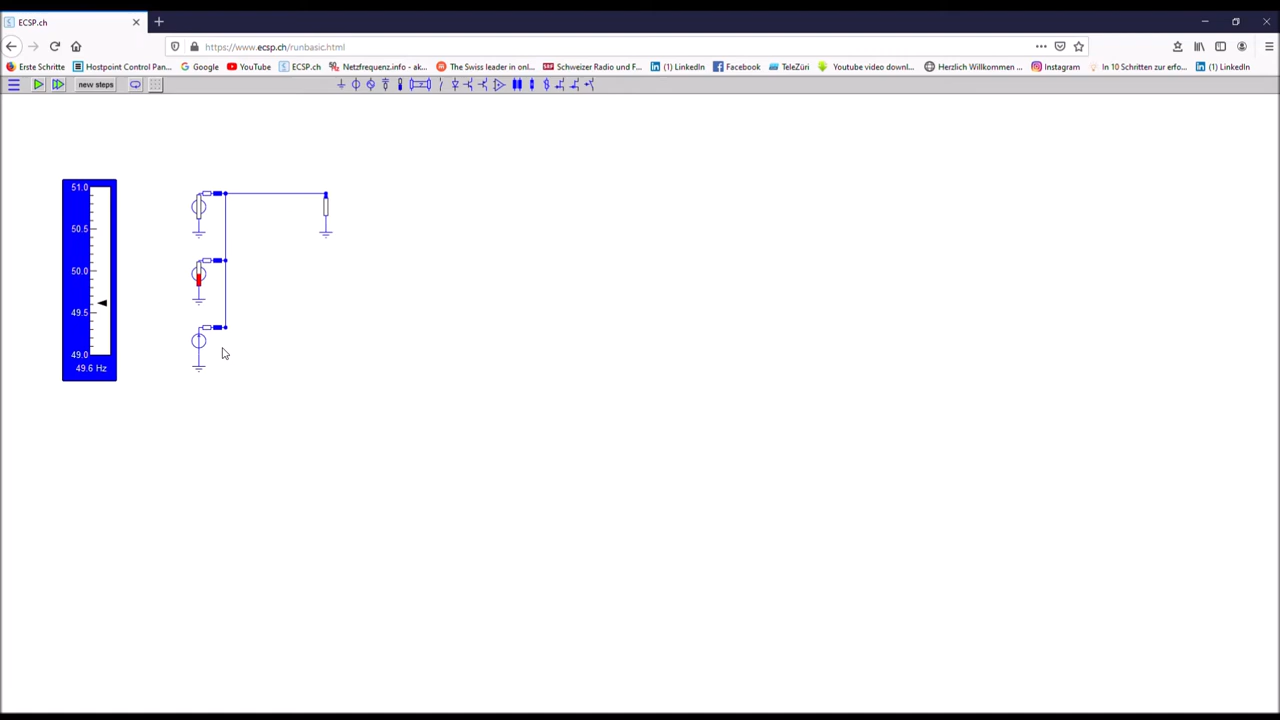 ECSP.ch
https://www.ecsp.ch/runbasic.html
Erste Schritte
Hostpoint Control Pan...
Google
YouTube
ECSP.ch
Netzfrequenz.info - ak...
The Swiss leader in onl...
Schweizer Radio und F...
(1) LinkedIn
Facebook
TeleZüri
Youtube video downl...
Herzlich Willkommen ...
Instagram
In 10 Schritten zur erfo...
(1) LinkedIn
new steps
51.0
50.5
50.0
49.5
49.0
49.6 Hz